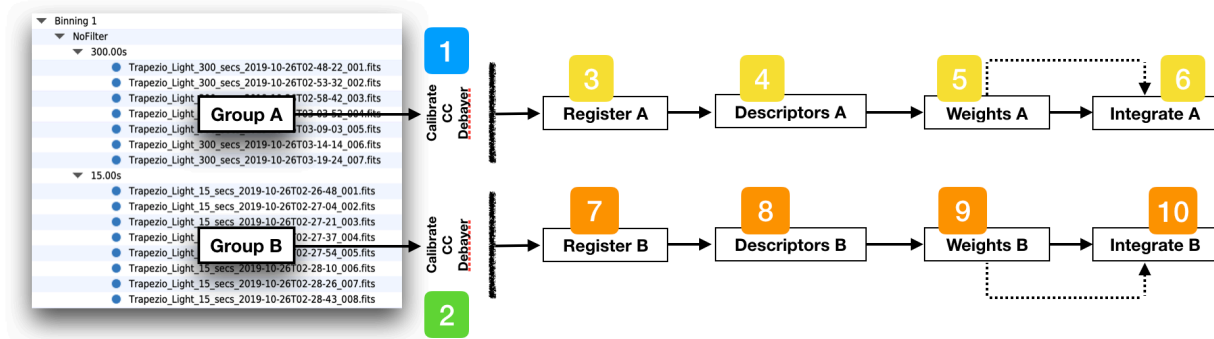 Binning 1
NoFilter
300.00s
Trapezio_Light_300_secs_2019-10-26T02-48-22_001.fits
Trapezio_Light_300_secs_2019-10-26T02-53-32_002.fits
Trapezio_Light_300_secs_2019-10-26T02-58-42_003.fits
Group A
Trapezio_Light_300_secs_2019-10-26T03-14-14_006.fits
Trapezio_Light_300_secs_2019-10-26T03-19-24_007.fits
15.00s
Trapezio_Light_15_secs_2019-10-26T02-26-48_001.fits
Trapezio_Light_15_secs_2019-10-26T02-27-04_002.fits
Trapezio_Light_15_secs_2019-10-26T02-27-21_003.fits
Group B
Trapezio_Light_15_secs_2019-10-26T02-28-10_006.fits
Trapezio_Light_15_secs_2019-10-26T02-28-26_007.fits
Trapezio_Light_15_secs_2019-10-26T02-28-43_008.fits
1
Calibrate
CC
Debayer
3
Register A
4
Descriptors A
5
Weights A
6
Integrate A
Calibrate
CC
Debayer
2
7
Register B
8
Descriptors B
9
Weights B
10
Integrate B